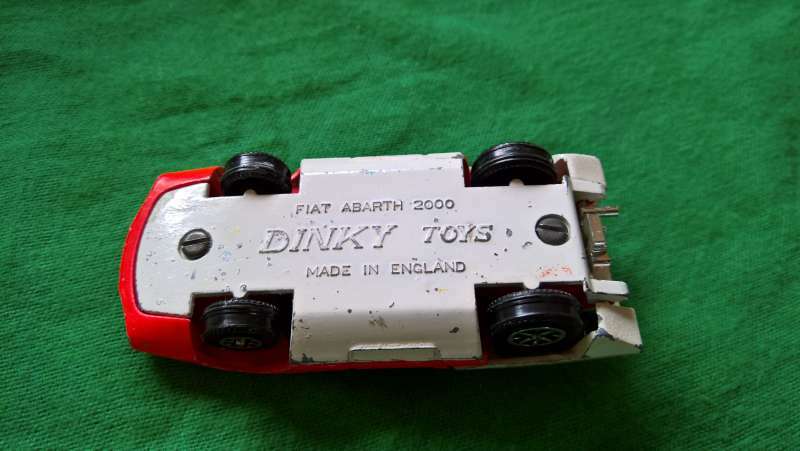 FIAT ABARTH 2000
DINKY TOYS
MADE IN ENGLAND